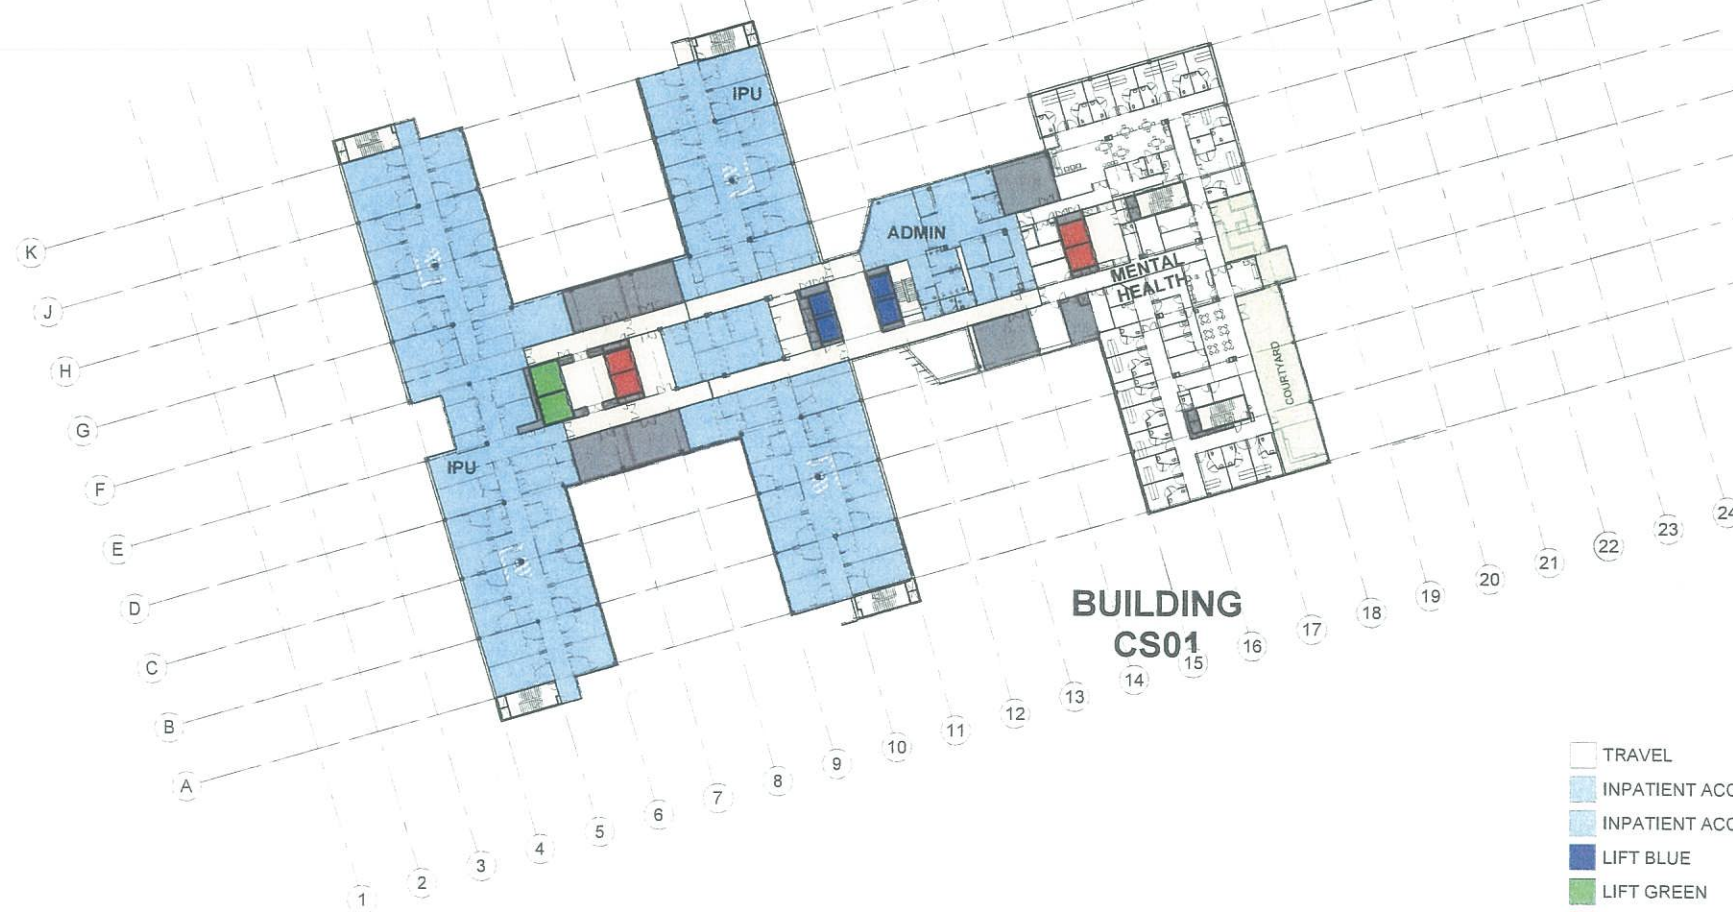 IPU
IPU
ADMIN
MENTAL
HEALTH
COURTYARD
K
J
H
G
F
E
D
C
B
A
1
2
3
4
5
6
7
8
9
10
11
12
13
14
15
16
17
18
19
20
21
22
23
24
BUILDING
CS01
TRAVEL
INPATIENT ACC
INPATIENT ACC
LIFT BLUE
LIFT GREEN